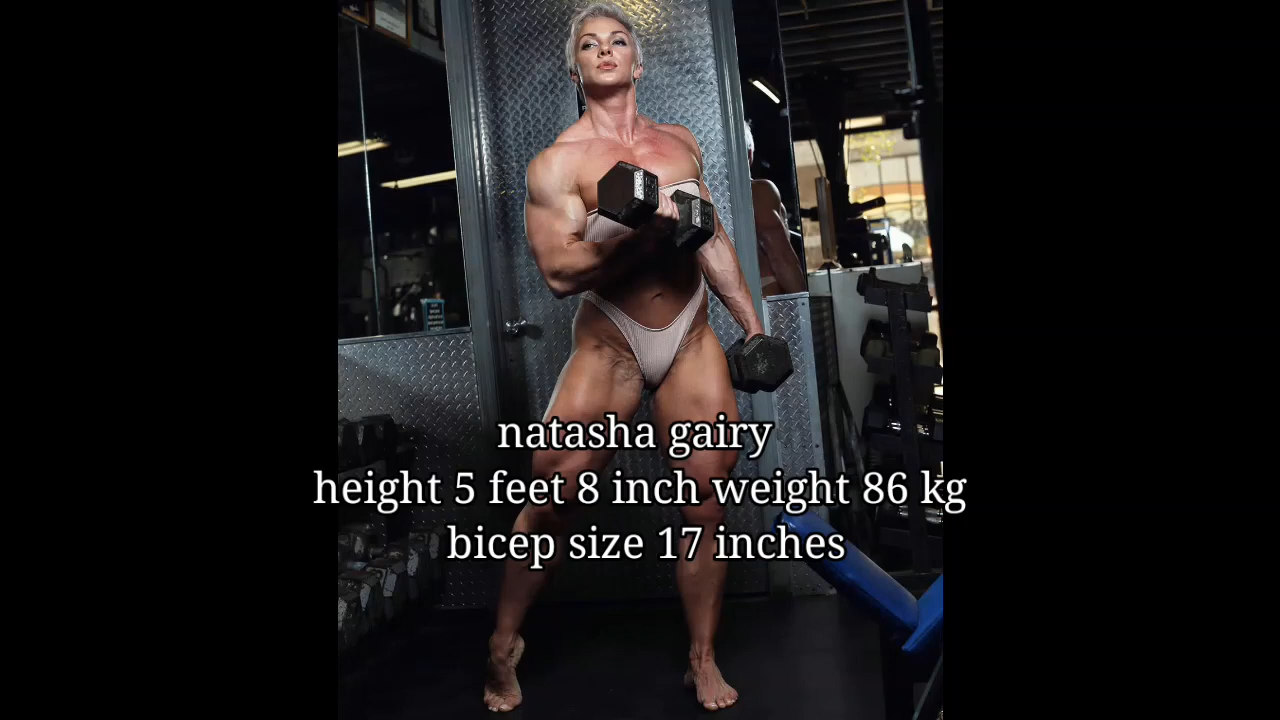 natasha gairy
height 5 feet 8 inch weight 86 kg
bicep size 17 inches